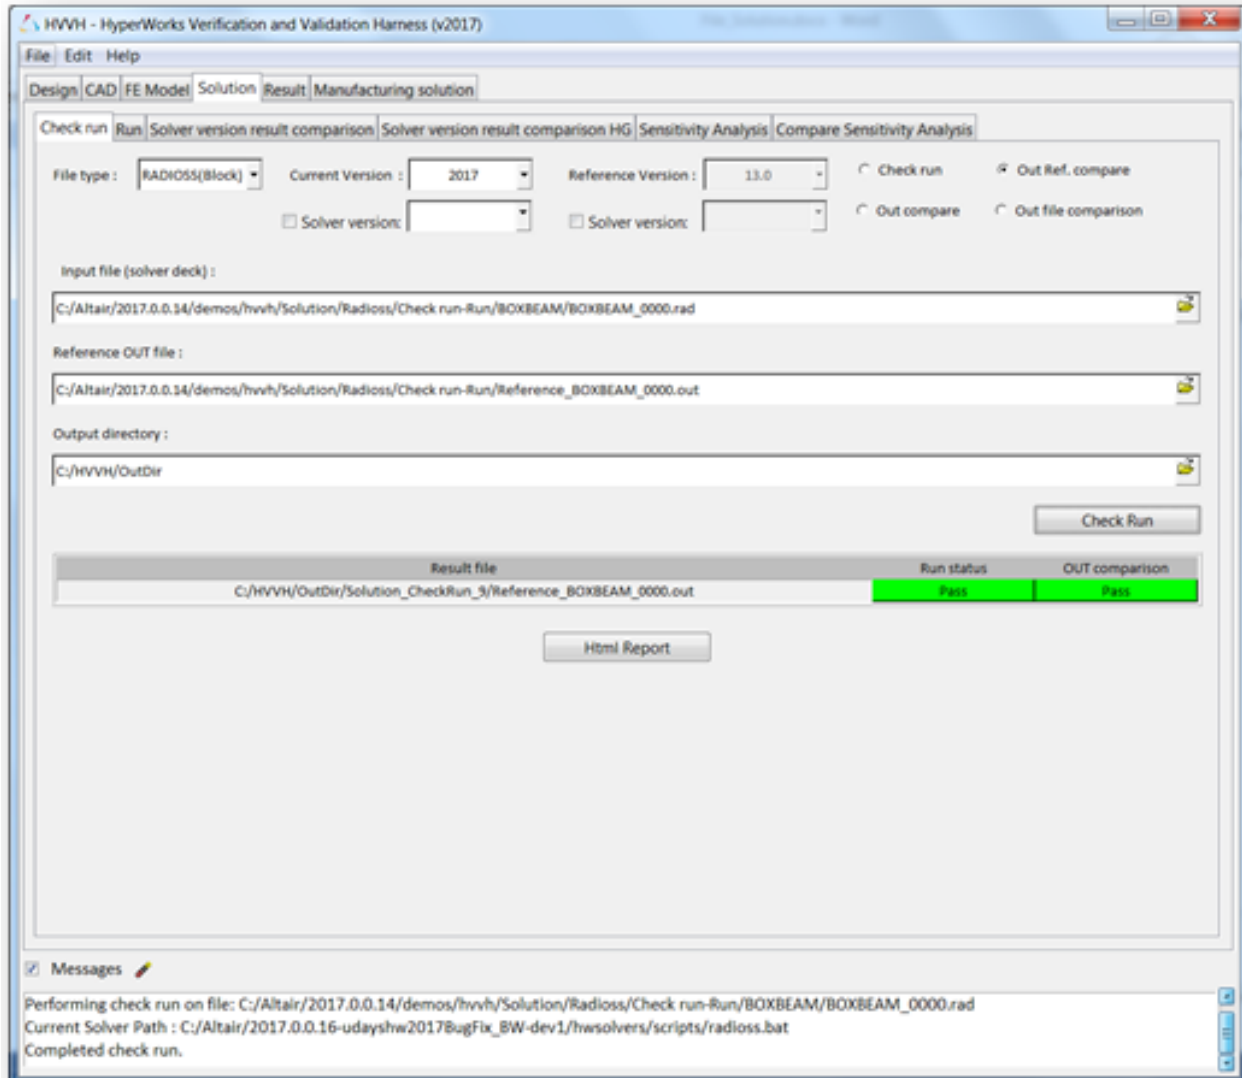 HVVH - HyperWorks Verification and Validation Harness (v2017)
File Edit Help
Design CAD FE Model Solution Result Manufacturing solution
Check run Run Solver version result comparison Solver version result comparison HG Sensitivity Analysis Compare Sensitivity Analysis
File type : RADIOSS(Block) Current Version : 2017 Reference Version : 13.0 Check run Out Ref. compare
Solver version: Solver version: Out compare Out file comparison
Input file (solver deck) :
C:/Altair/2017.0.0.14/demos/hvvh/Solution/Radioss/Check run-Run/BOXBEAM/BOXBEAM_0000.rad
Reference OUT file :
C:/Altair/2017.0.0.14/demos/hvvh/Solution/Radioss/Check run-Run/Reference_BOXBEAM_0000.out
Output directory :
C:/HVVH/OutDir
Check Run
Result file Run status OUT comparison
C:/HVVH/OutDir/Solution_CheckRun_9/Reference_BOXBEAM_0000.out Pass Pass
Html Report
Messages
Performing check run on file: C:/Altair/2017.0.0.14/demos/hvvh/Solution/Radioss/Check run-Run/BOXBEAM/BOXBEAM_0000.rad
Current Solver Path : C:/Altair/2017.0.0.16-udayshw2017BugFix_BW-dev1/hwsolvers/scripts/radioss.bat
Completed check run.